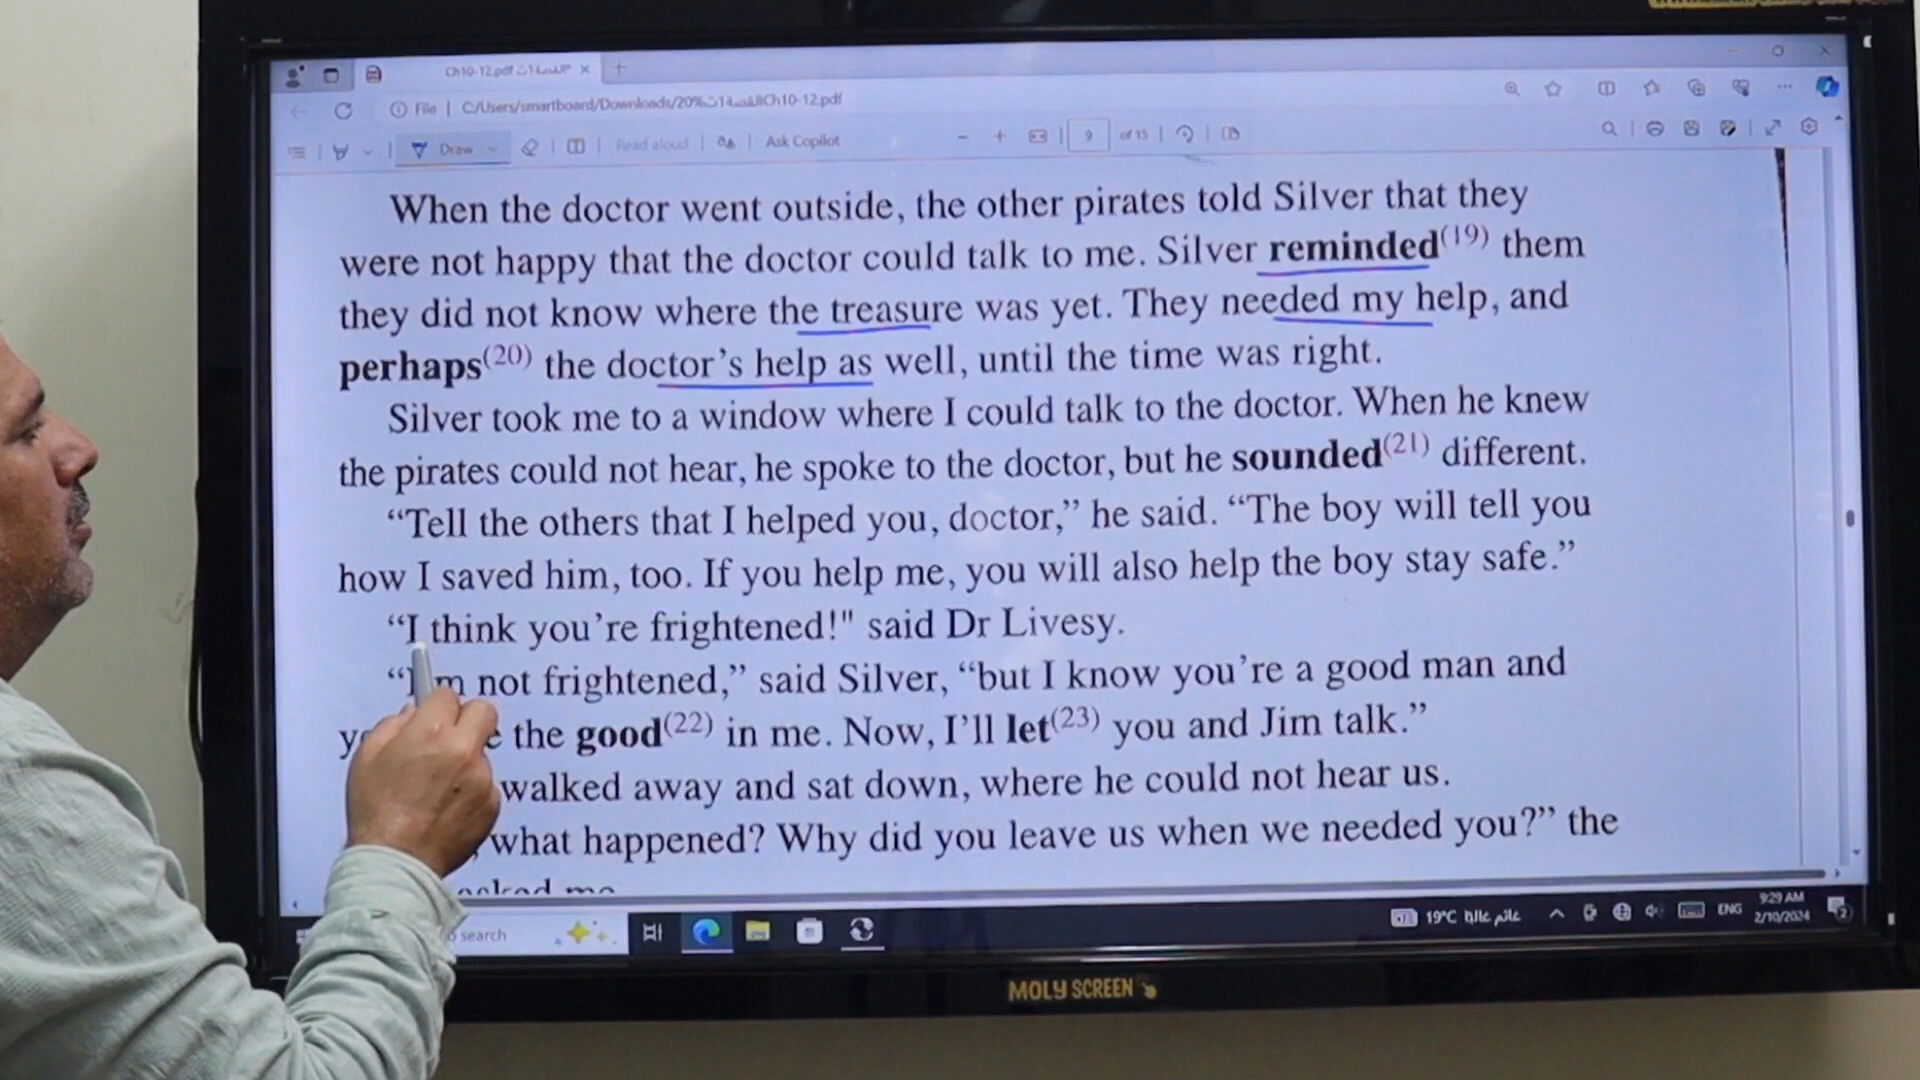 Ch10-12.pdf
File | C:/Users/smartboard/Downloads/20%القصة1ثCh10-12.pdf
Draw
Read aloud
Ask Copilot
9 of 15
When the doctor went outside, the other pirates told Silver that they
were not happy that the doctor could talk to me. Silver reminded(19) them
they did not know where the treasure was yet. They needed my help, and
perhaps(20) the doctor's help as well, until the time was right.
Silver took me to a window where I could talk to the doctor. When he knew
the pirates could not hear, he spoke to the doctor, but he sounded(21) different.
“Tell the others that I helped you, doctor,” he said. “The boy will tell you
how I saved him, too. If you help me, you will also help the boy stay safe.”
“I think you’re frightened!" said Dr Livesy.
not frightened,” said Silver, “but I know you’re a good man and
the good(22) in me. Now, I’ll let(23) you and Jim talk.”
walked away and sat down, where he could not hear us.
what happened? Why did you leave us when we needed you?” the
me
search
19°C غائم غالبا
ENG
9:29 AM
2/10/2024
2
MOLY SCREEN